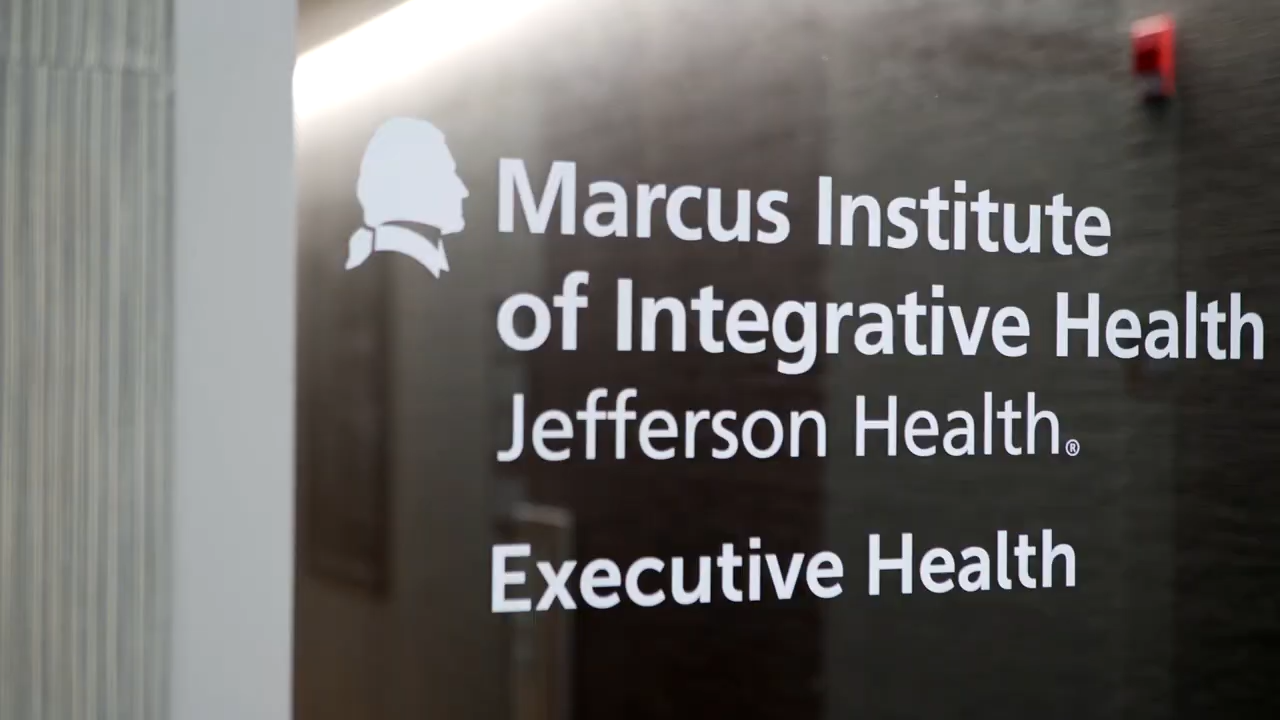 Marcus Institute
of Integrative Health
Jefferson Health®
Executive Health